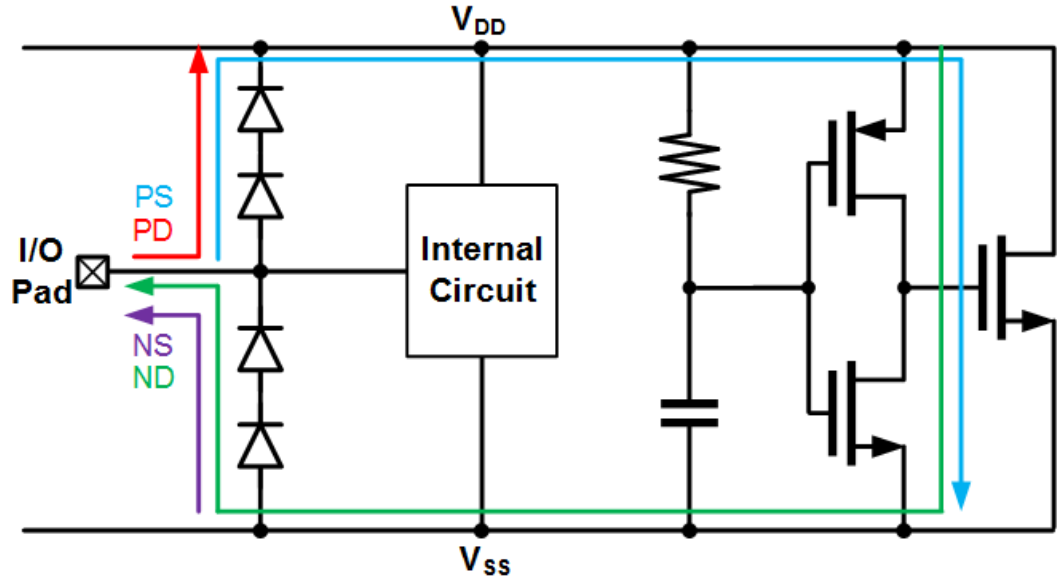 VDD
PS
PD
I/O
Pad
Internal
Circuit
NS
ND
VSS